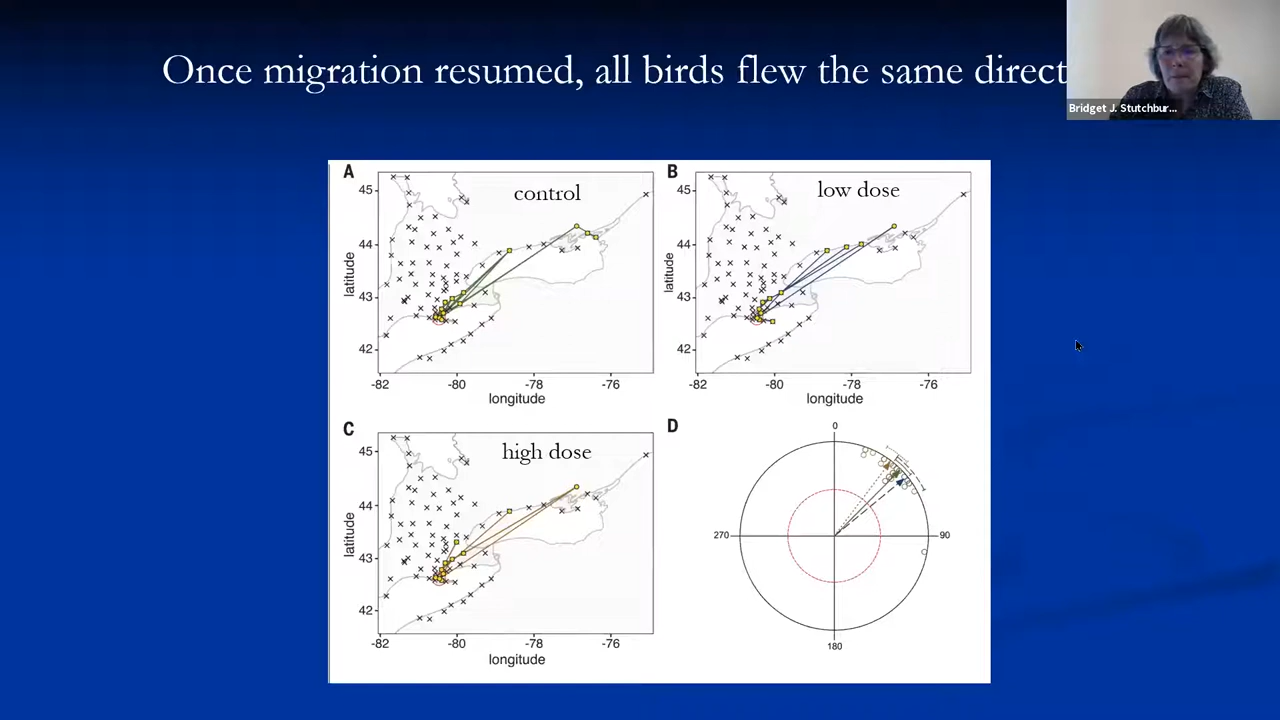 Once migration resumed, all birds flew the same direct
Bridget J. Stutchbur...
A
control
45
44
43
42
latitude
-82
-80
-78
-76
longitude
B
low dose
45
44
43
42
latitude
-82
-80
-78
-76
longitude
C
high dose
45
44
43
42
latitude
-82
-80
-78
-76
longitude
D
0
270
90
180